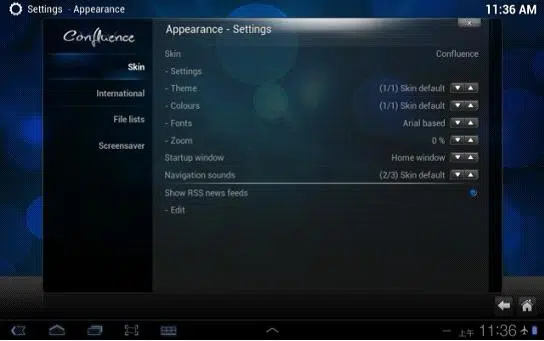 Settings - Appearance
11:36 AM
Confluence
Appearance - Settings
Skin
International
File lists
Screensaver
Skin Confluence
- Settings
- Theme (1/1) Skin default
- Colours (1/1) Skin default
- Fonts Arial based
- Zoom 0 %
Startup window Home window
Navigation sounds (2/3) Skin default
Show RSS news feeds
- Edit
上午 11:36